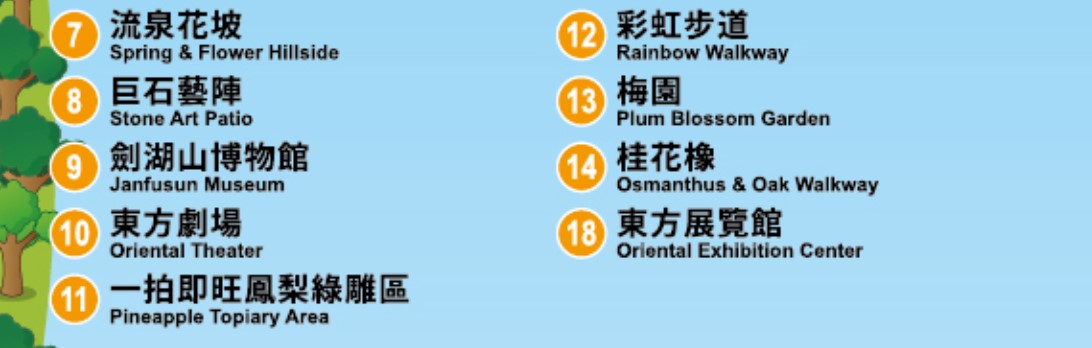 7 流泉花坡
Spring & Flower Hillside
8 巨石藝陣
Stone Art Patio
9 劍湖山博物館
Janfusun Museum
10 東方劇場
Oriental Theater
11 一拍即旺鳳梨綠雕區
Pineapple Topiary Area
12 彩虹步道
Rainbow Walkway
13 梅園
Plum Blossom Garden
14 桂花橡
Osmanthus & Oak Walkway
18 東方展覽館
Oriental Exhibition Center